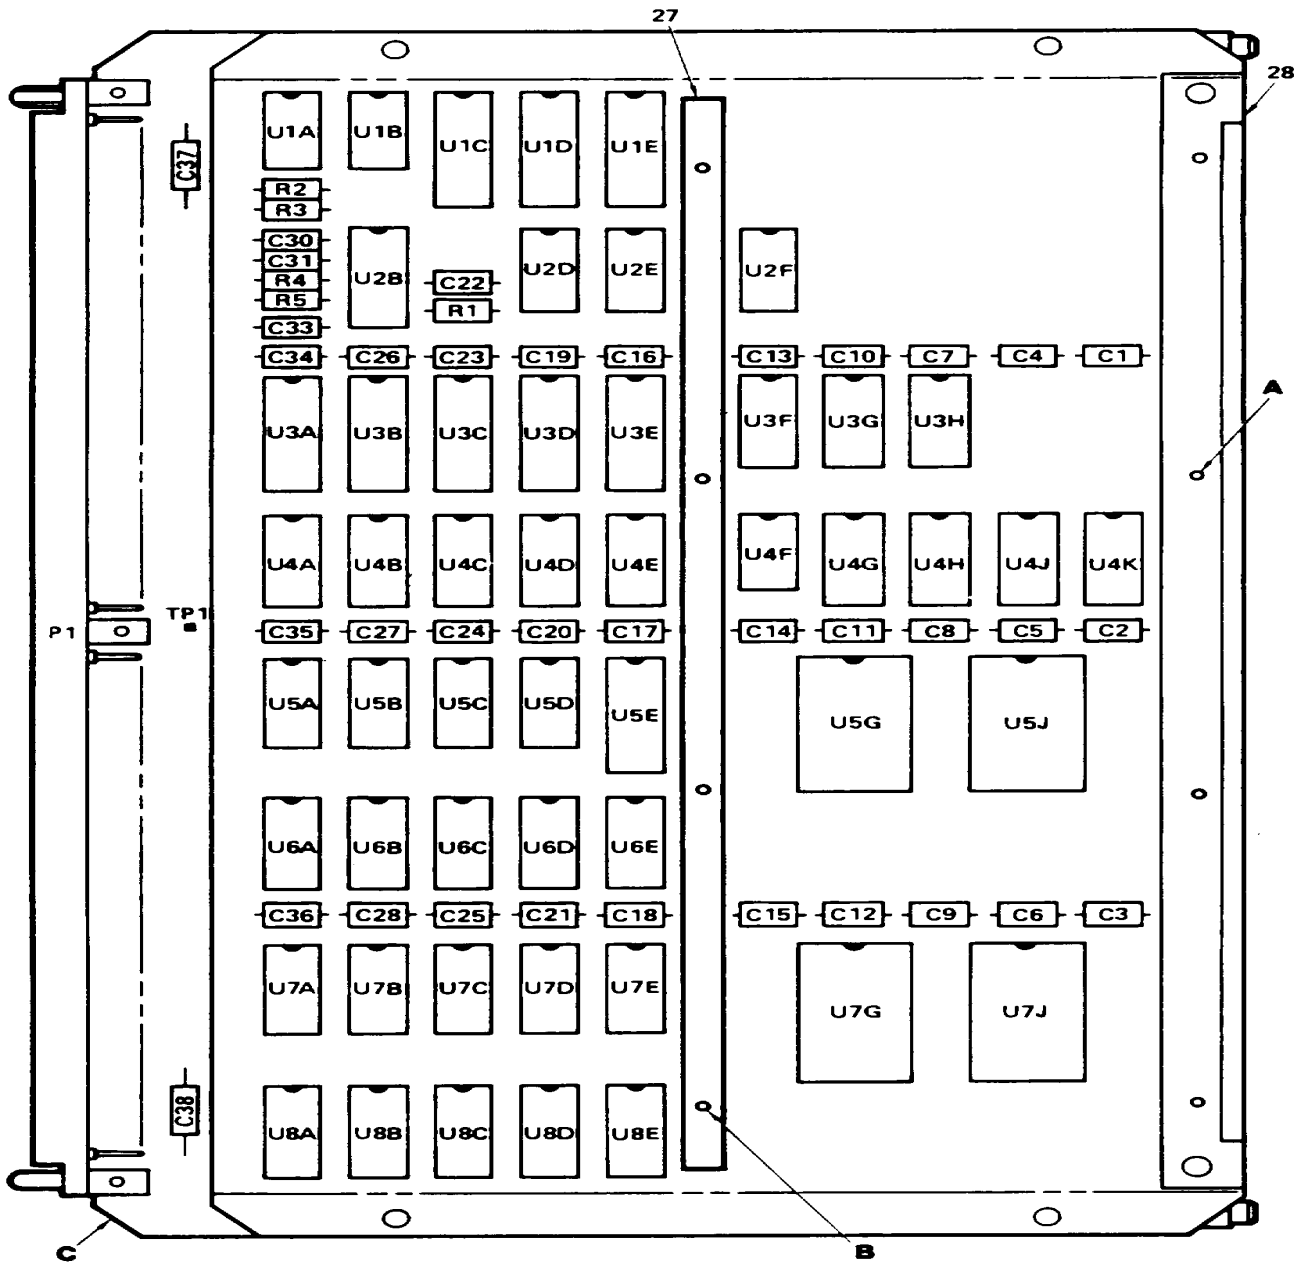 27
28
U1A U1B U1C U1D U1E
C37
R2
R3
C30
C31
R4
R5
C33
U2B
C22
R1
U2D U2E U2F
C34 C26 C23 C19 C16 C13 C10 C7 C4 C1
A
U3A U3B U3C U3D U3E U3F U3G U3H
U4A U4B U4C U4D U4E U4F U4G U4H U4J U4K
TP1
P1
C35 C27 C24 C20 C17 C14 C11 C8 C5 C2
U5A U5B U5C U5D U5E U5G U5J
U6A U6B U6C U6D U6E
C36 C28 C25 C21 C18 C15 C12 C9 C6 C3
U7A U7B U7C U7D U7E U7G U7J
C38
U8A U8B U8C U8D U8E
C
B